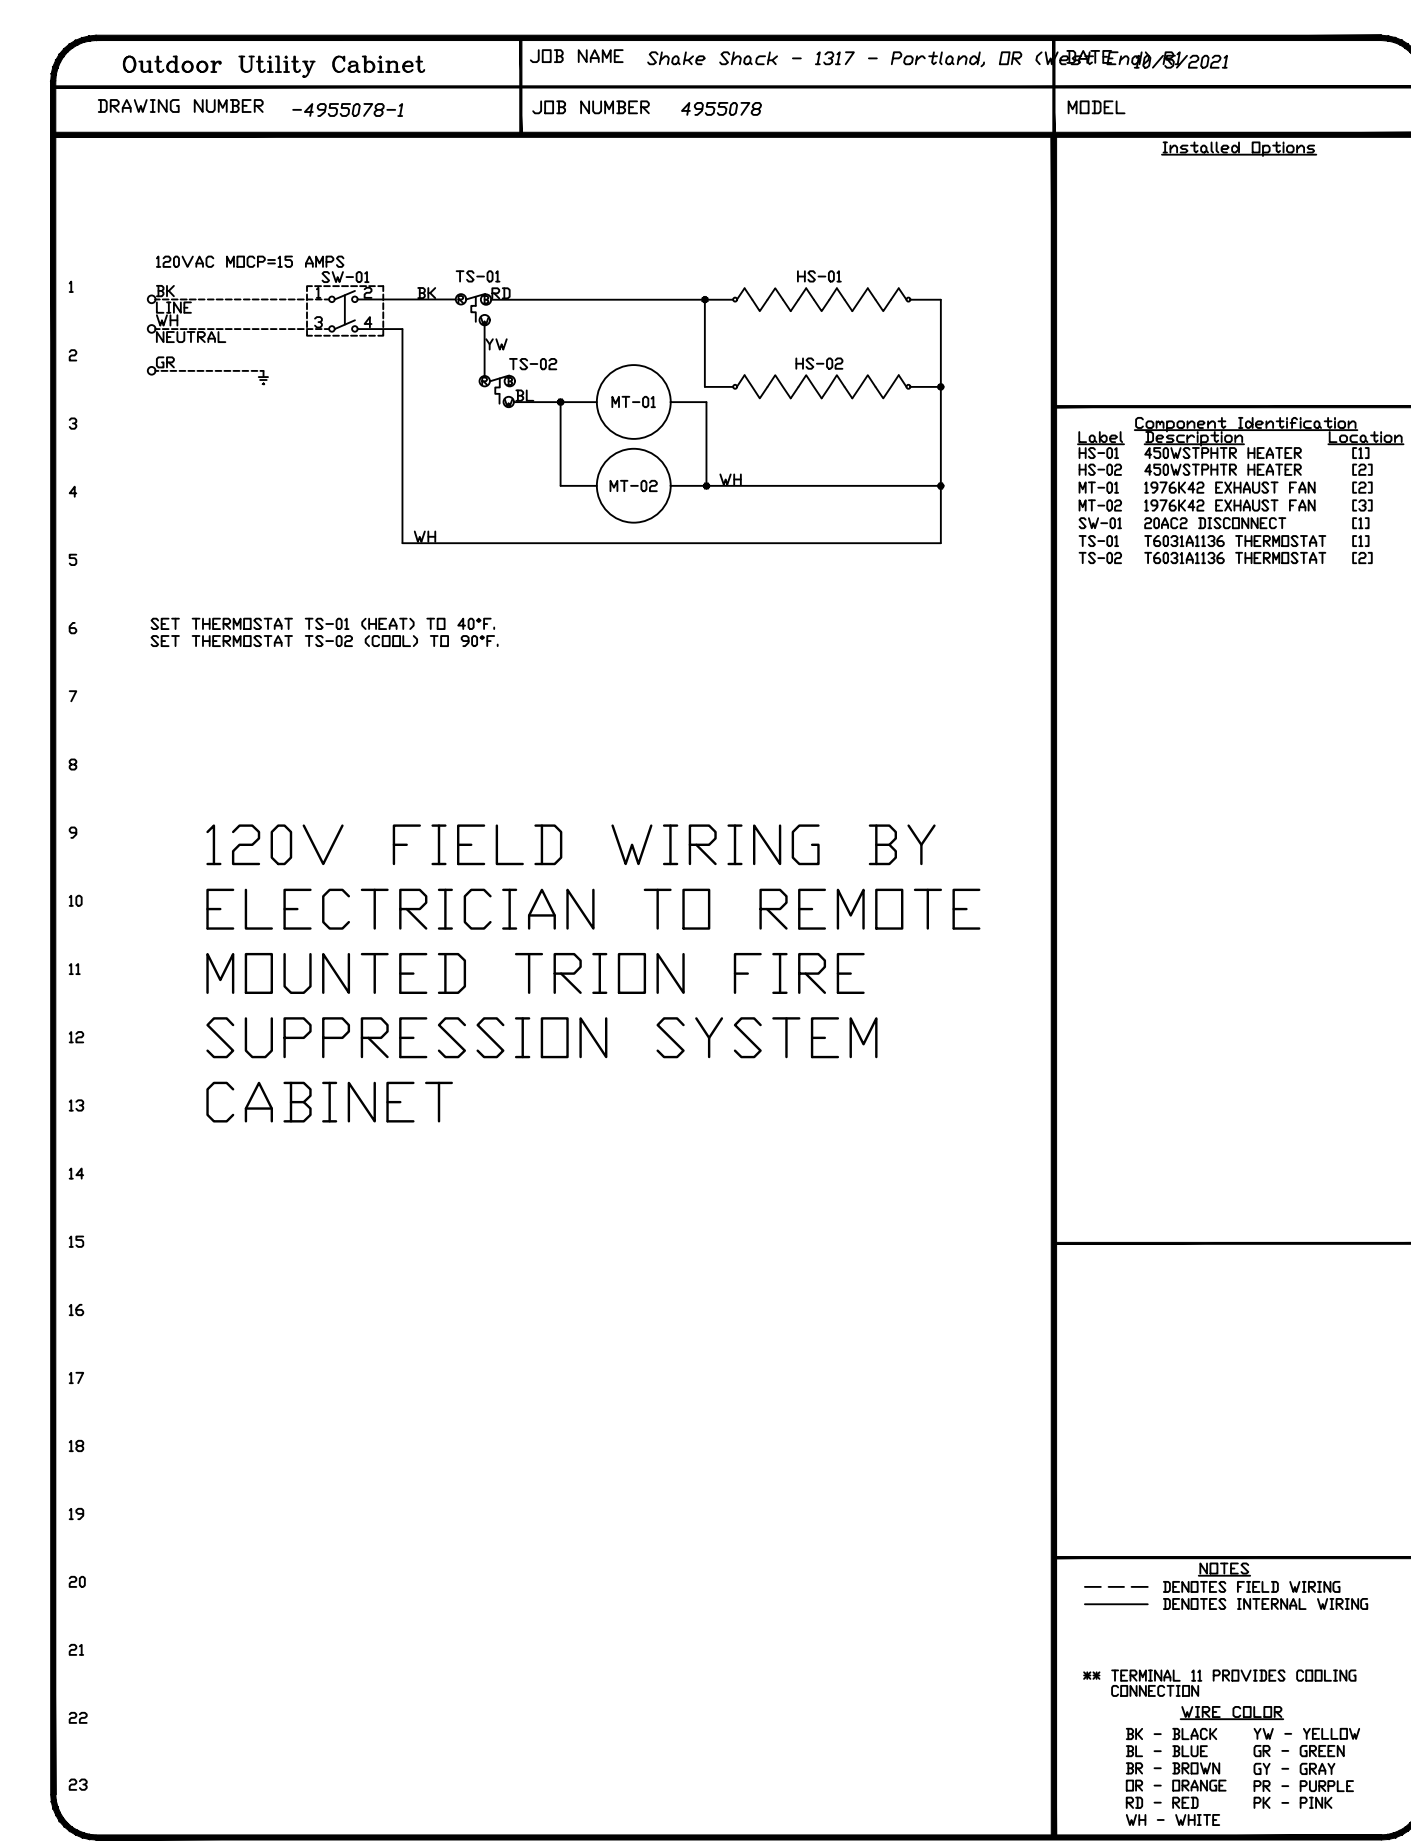 Outdoor Utility Cabinet
JOB NAME Shake Shack - 1317 - Portland, OR (West End) R1
DATE 10/5/2021
DRAWING NUMBER -4955078-1
JOB NUMBER 4955078
MODEL
Installed Options
120VAC MOCP=15 AMPS
SW-01
TS-01
HS-01
1
BK
1 2
BK
R B
RD
LINE
WH
3 4
W
NEUTRAL
YW
2
GR
TS-02
HS-02
R B
BL
W
MT-01
3
MT-02
WH
4
WH
5
Component Identification
Label Description Location
HS-01 450WSTPHTR HEATER [1]
HS-02 450WSTPHTR HEATER [2]
MT-01 1976K42 EXHAUST FAN [2]
MT-02 1976K42 EXHAUST FAN [3]
SW-01 20AC2 DISCONNECT [1]
TS-01 T6031A1136 THERMOSTAT [1]
TS-02 T6031A1136 THERMOSTAT [2]
6
SET THERMOSTAT TS-01 (HEAT) TO 40°F.
SET THERMOSTAT TS-02 (COOL) TO 90°F.
7
8
9
120V FIELD WIRING BY
10
ELECTRICIAN TO REMOTE
11
MOUNTED TRION FIRE
12
SUPPRESSION SYSTEM
13
CABINET
14
15
16
17
18
19
20
21
22
23
NOTES
DENOTES FIELD WIRING
DENOTES INTERNAL WIRING
** TERMINAL 11 PROVIDES COOLING
CONNECTION
WIRE COLOR
BK - BLACK YW - YELLOW
BL - BLUE GR - GREEN
BR - BROWN GY - GRAY
OR - ORANGE PR - PURPLE
RD - RED PK - PINK
WH - WHITE